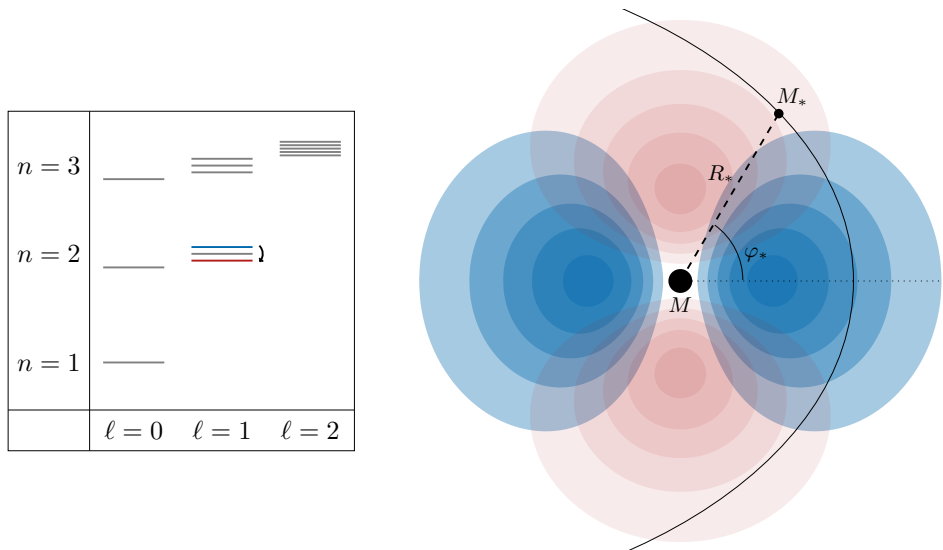 n = 3
n = 2
n = 1
ℓ = 0 ℓ = 1 ℓ = 2
M∗
R∗
φ∗
M